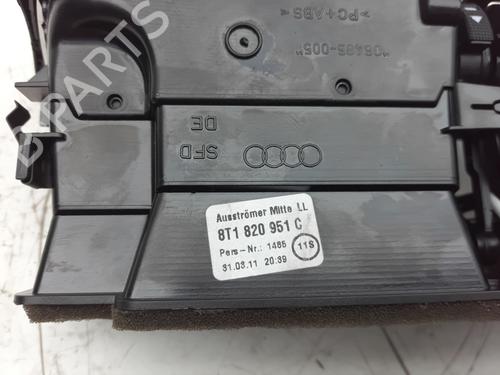 >PC+ABS<
"06485-005"
SFD
DE
Ausströmer Mitte LL
8T1 820 951 C
Pers-Nr.: 1485
11S
31.03.11 20:39
B PARTS